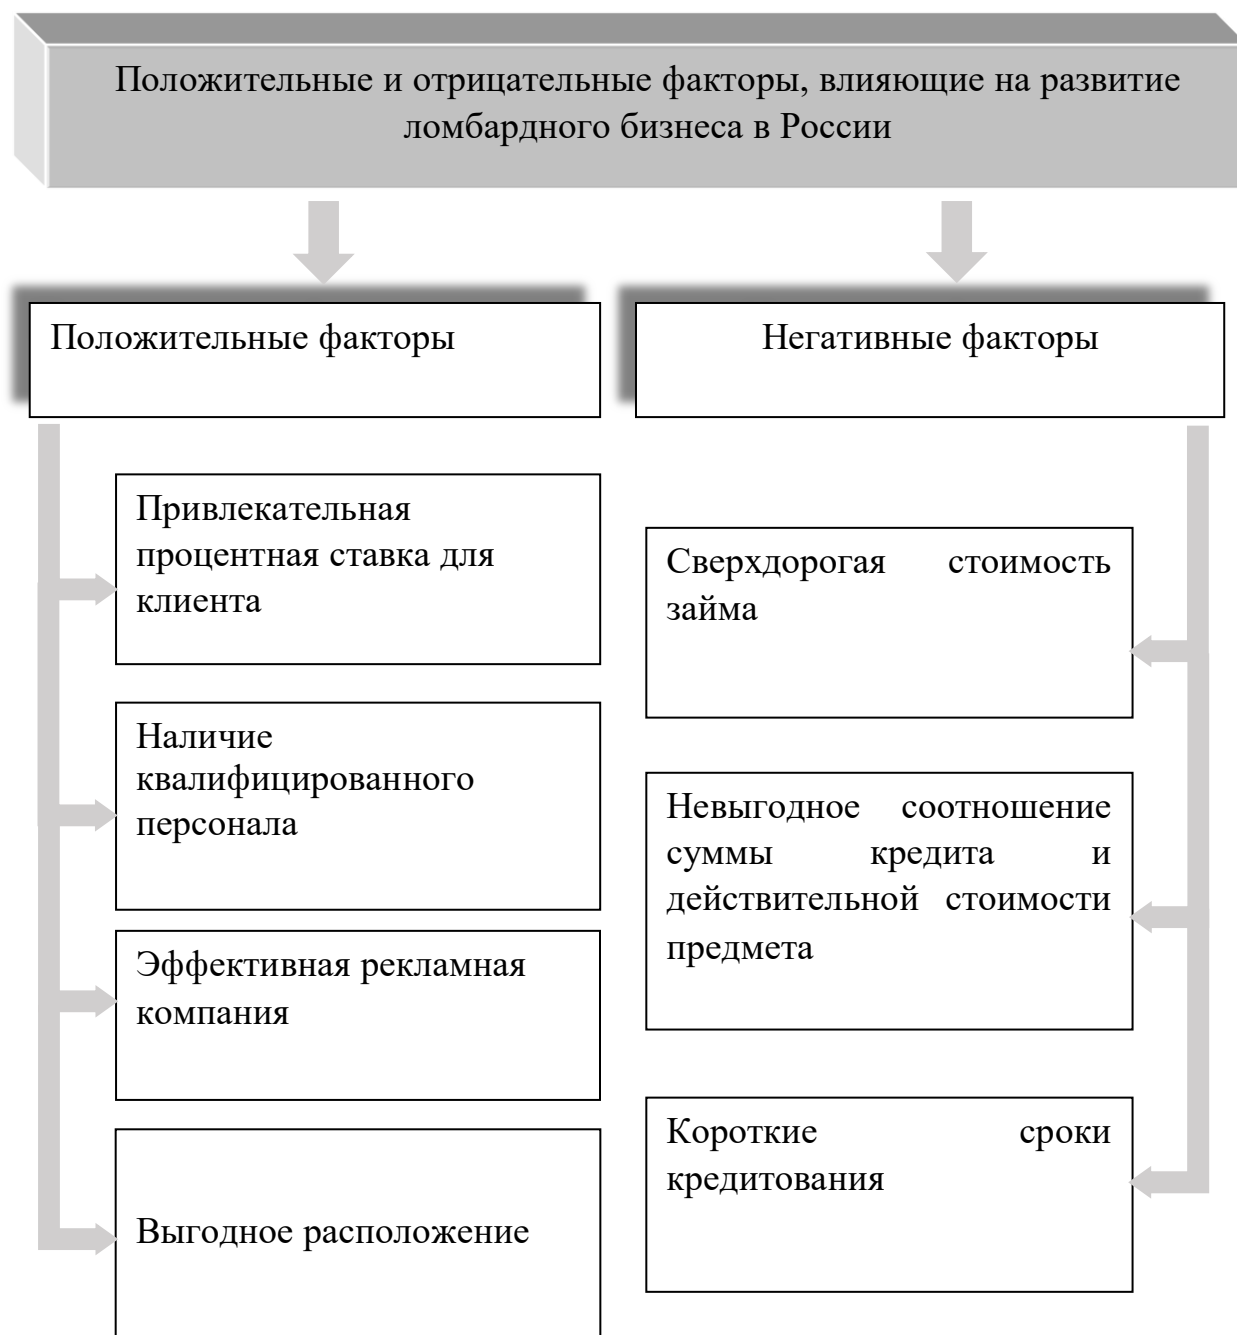 Положительные и отрицательные факторы, влияющие на развитие
ломбардного бизнеса в России
Положительные факторы
Негативные факторы
Привлекательная
процентная ставка для
клиента
Наличие
квалифицированного
персонала
Эффективная рекламная
компания
Выгодное расположение
Сверхдорогая стоимость
займа
Невыгодное соотношение
суммы кредита и
действительной стоимости
предмета
Короткие сроки
кредитования